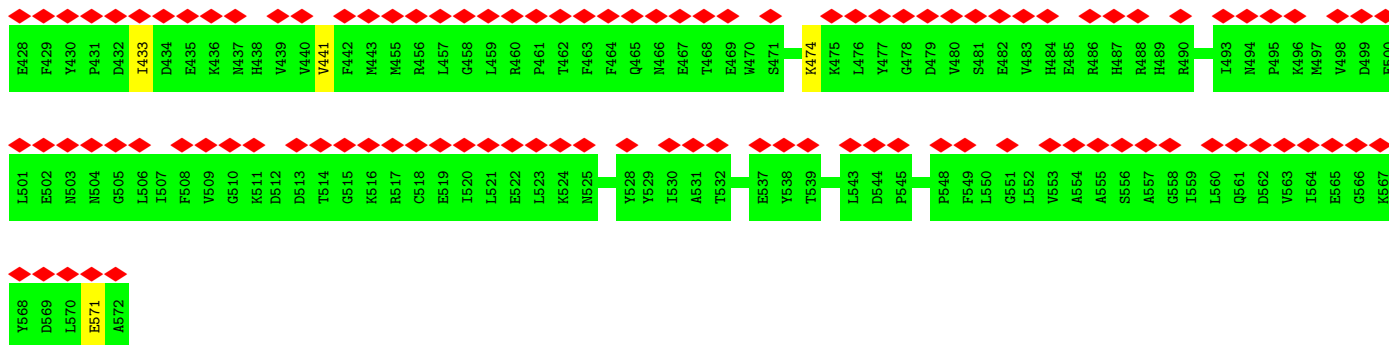 E428 F429 Y430 P431 D432 I433 D434 E435 K436 N437 H438 V439 V440 V441 F442 M443 M455 R456 L457 G458 L459 R460 P461 T462 F463 F464 Q465 N466 E467 T468 E469 W470 S471 K474 K475 L476 Y477 G478 D479 V480 S481 E482 V483 H484 E485 R486 H487 R488 H489 R490 I493 N494 P495 K496 M497 V498 D499
L501 E502 N503 N504 G505 L506 I507 F508 V509 G510 K511 D512 D513 T514 G515 K516 R517 C518 E519 I520 L521 E522 L523 K524 N525 Y528 Y529 I530 A531 T532 E537 Y538 T539 L543 D544 P545 P548 F549 L550 G551 L552 V553 A554 A555 S556 A557 G558 I559 L560 Q561 D562 V563 I564 E565 G566 K567
Y568 D569 L570 E571 A572